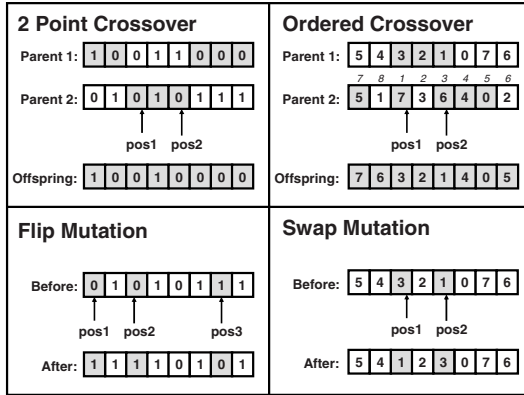 2 Point Crossover
Parent 1: 1 0 0 1 1 0 0 0
Parent 2: 0 1 0 1 0 1 1 1
pos1 pos2
Offspring: 1 0 0 1 0 0 0 0
Ordered Crossover
Parent 1: 5 4 3 2 1 0 7 6
7 8 1 2 3 4 5 6
Parent 2: 5 1 7 3 6 4 0 2
pos1 pos2
Offspring: 7 6 3 2 1 4 0 5
Flip Mutation
Before: 0 1 0 1 0 1 1 1
pos1 pos2 pos3
After: 1 1 1 1 0 1 0 1
Swap Mutation
Before: 5 4 3 2 1 0 7 6
pos1 pos2
After: 5 4 1 2 3 0 7 6